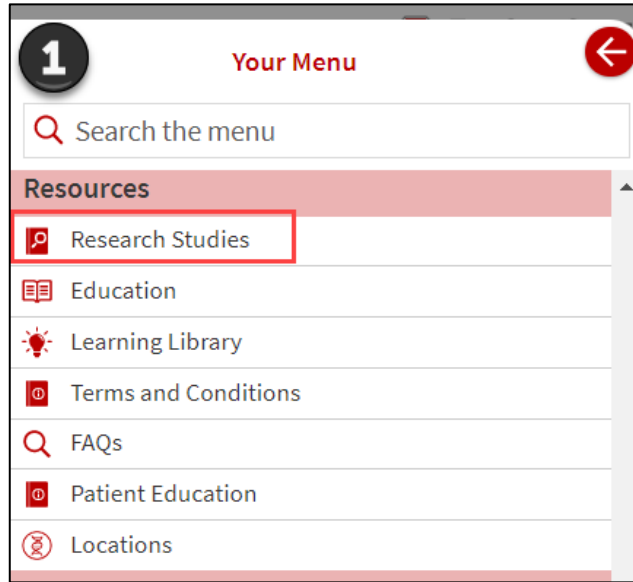 1
Your Menu
Search the menu
Resources
Research Studies
Education
Learning Library
Terms and Conditions
FAQs
Patient Education
Locations